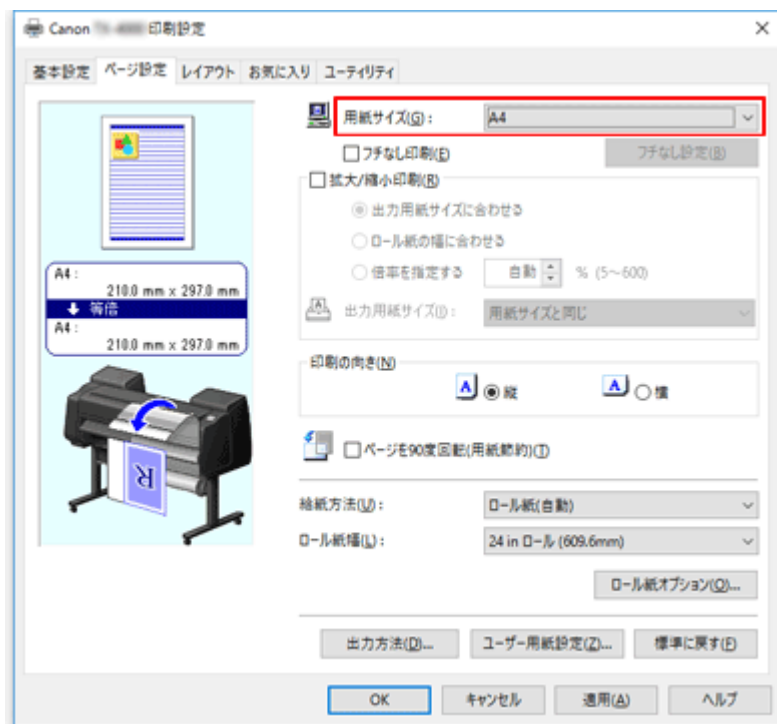 Canon 印刷設定
基本設定 ページ設定 レイアウト お気に入り ユーティリティ
用紙サイズ(G): A4
フチなし印刷(E) フチなし設定(B)
拡大/縮小印刷(R)
出力用紙サイズに合わせる
ロール紙の幅に合わせる
倍率を指定する 自動 % (5～600)
出力用紙サイズ(I): 用紙サイズと同じ
A4 :
210.0 mm x 297.0 mm
等倍
A4 :
210.0 mm x 297.0 mm
印刷の向き(N)
A 縦 A 横
R
ページを90度回転(用紙節約)(T)
給紙方法(U): ロール紙(自動)
ロール紙幅(L): 24 in ロール (609.6mm)
ロール紙オプション(O)...
出力方法(D)... ユーザー用紙設定(Z)... 標準に戻す(F)
OK キャンセル 適用(A) ヘルプ